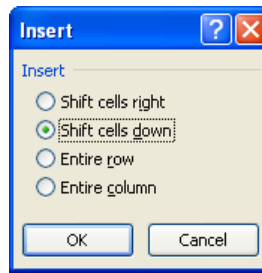 Insert
?
Insert
Shift cells right
Shift cells down
Entire row
Entire column
OK
Cancel